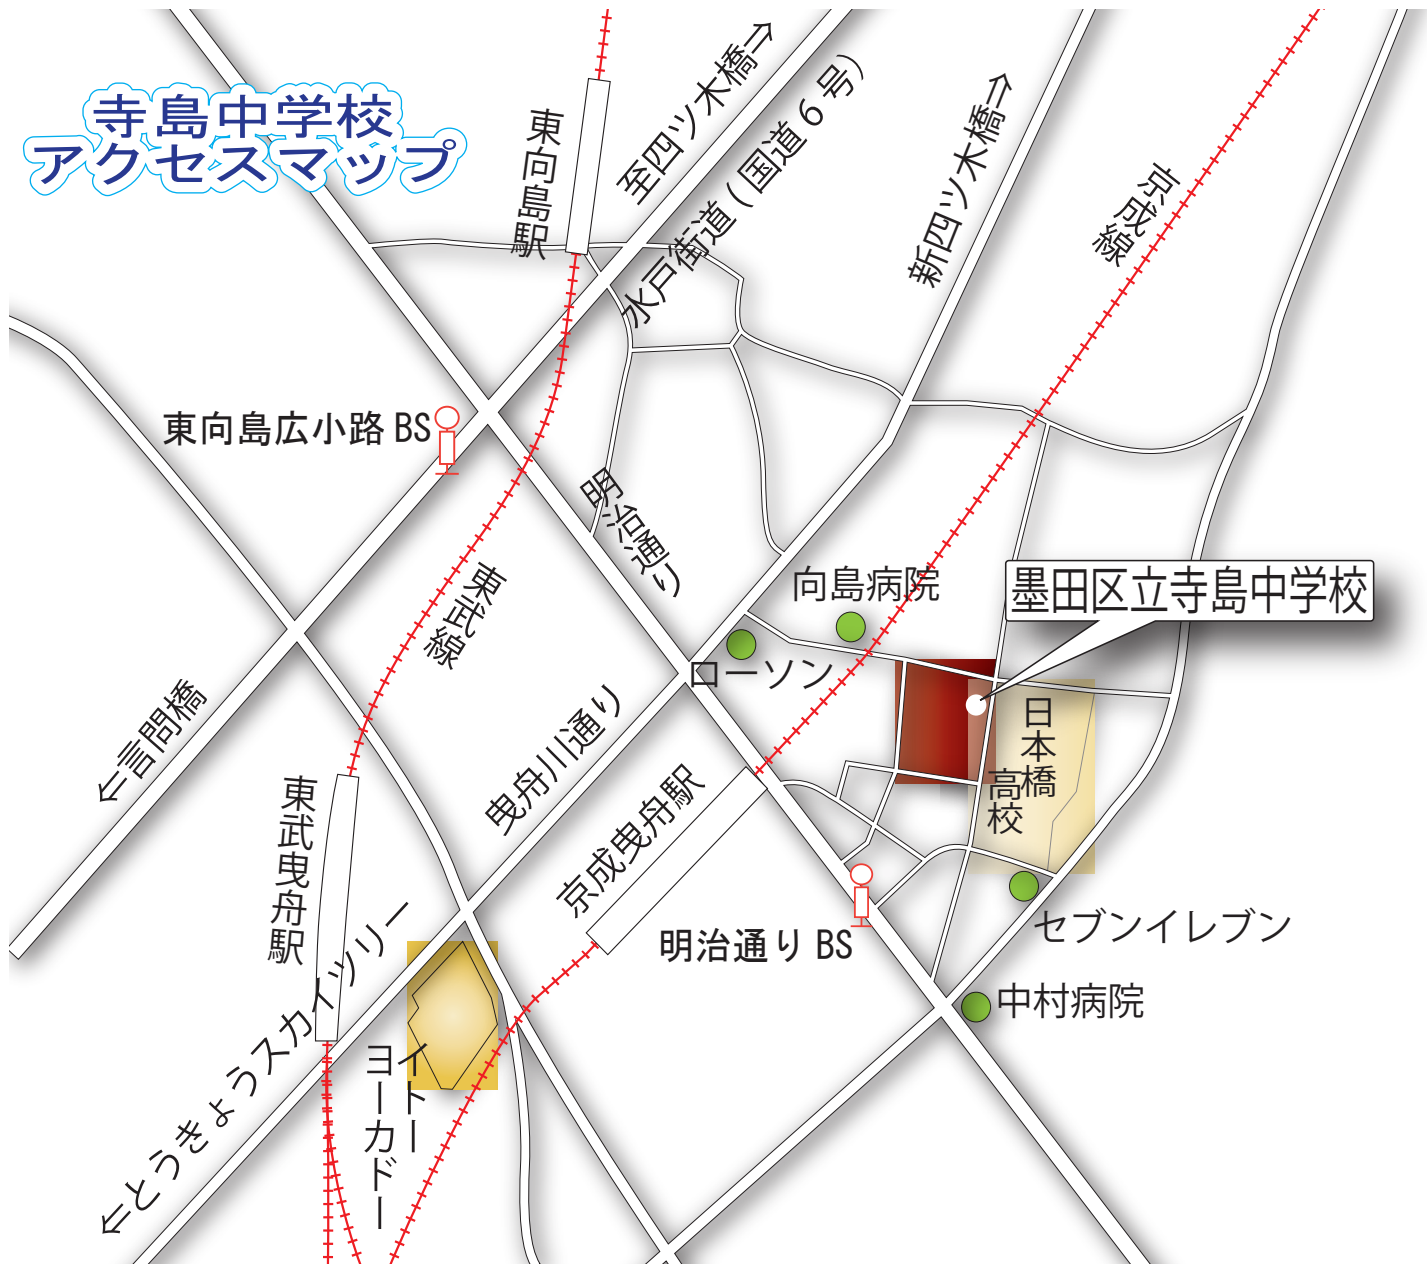 寺島中学校
アクセスマップ
至四ツ木橋→
水戸街道(国道6号)
東向島駅
新四ツ木橋→
京成線
東向島広小路 BS
明治通り
東武線
向島病院
墨田区立寺島中学校
ローソン
←言問橋
曳舟川通り
日本橋
高校
京成曳舟駅
東武曳舟駅
明治通り BS
セブンイレブン
中村病院
←とうきょうスカイツリー
イトー
ヨーカドー